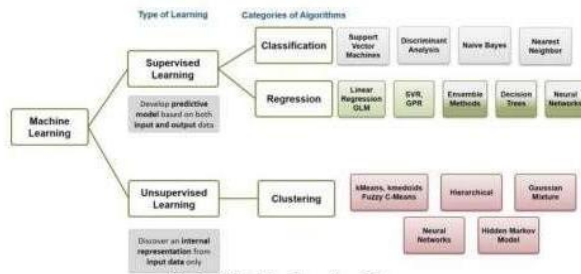 Type of Learning
Categories of Algorithms
Machine
Learning
Supervised
Learning
Develop predictive
model based on both
input and output data
Classification
Support
Vector
Machines
Discriminant
Analysis
Naive Bayes
Nearest
Neighbor
Regression
Linear
Regression
GLM
SVR,
GPR
Ensemble
Methods
Decision
Trees
Neural
Networks
Unsupervised
Learning
Discover an internal
representation from
input data only
Clustering
kMeans, kmedoids
Fuzzy C-Means
Hierarchical
Gaussian
Mixture
Neural
Networks
Hidden Markov
Model